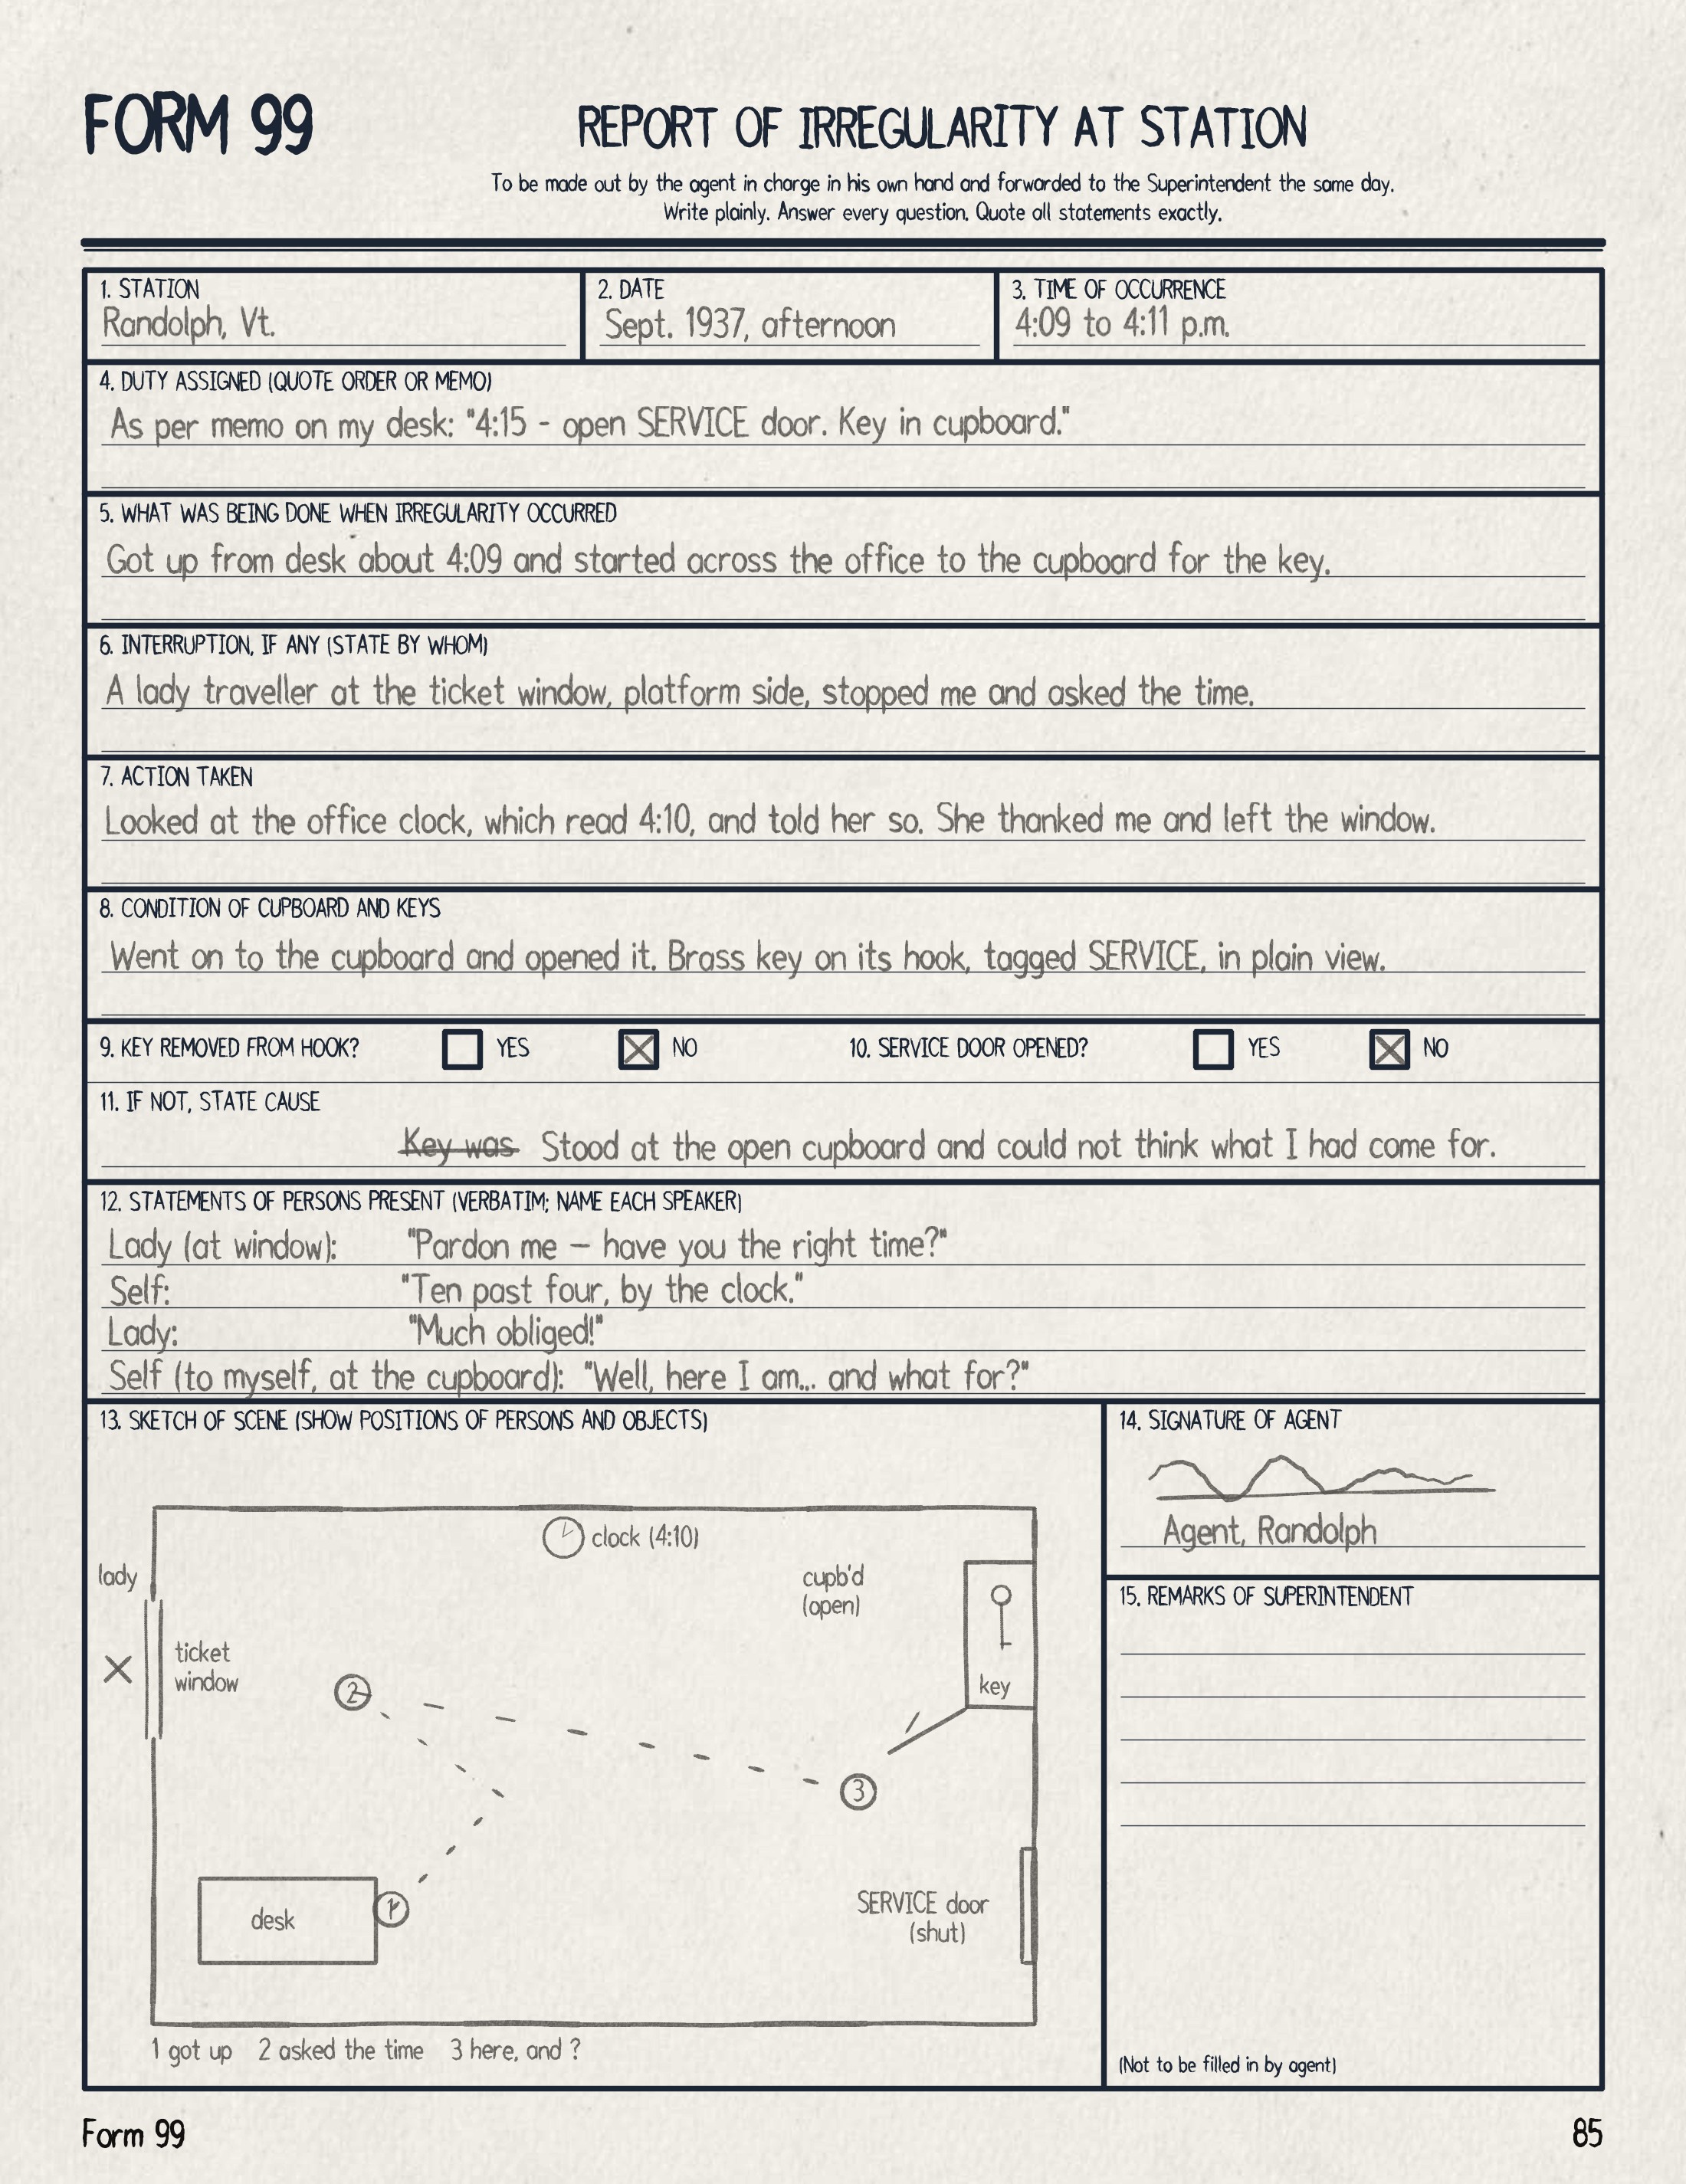 FORM 99
REPORT OF IRREGULARITY AT STATION
To be made out by the agent in charge in his own hand and forwarded to the Superintendent the same day.
Write plainly. Answer every question. Quote all statements exactly.
1. STATION
Randolph, Vt.
2. DATE
Sept. 1937, afternoon
3. TIME OF OCCURRENCE
4:09 to 4:11 p.m.
4. DUTY ASSIGNED (QUOTE ORDER OR MEMO)
As per memo on my desk: "4:15 - open SERVICE door. Key in cupboard."
5. WHAT WAS BEING DONE WHEN IRREGULARITY OCCURRED
Got up from desk about 4:09 and started across the office to the cupboard for the key.
6. INTERRUPTION, IF ANY (STATE BY WHOM)
A lady traveller at the ticket window, platform side, stopped me and asked the time.
7. ACTION TAKEN
Looked at the office clock, which read 4:10, and told her so. She thanked me and left the window.
8. CONDITION OF CUPBOARD AND KEYS
Went on to the cupboard and opened it. Brass key on its hook, tagged SERVICE, in plain view.
9. KEY REMOVED FROM HOOK? YES NO 10. SERVICE DOOR OPENED? YES NO
11. IF NOT, STATE CAUSE
Key was Stood at the open cupboard and could not think what I had come for.
12. STATEMENTS OF PERSONS PRESENT (VERBATIM; NAME EACH SPEAKER)
Lady (at window): "Pardon me – have you the right time?"
Self: "Ten past four, by the clock."
Lady: "Much obliged!"
Self (to myself, at the cupboard): "Well, here I am... and what for?"
13. SKETCH OF SCENE (SHOW POSITIONS OF PERSONS AND OBJECTS)
clock (4:10)
lady
cupb'd
(open)
ticket
window
key
2
3
1
desk
SERVICE door
(shut)
1 got up 2 asked the time 3 here, and ?
14. SIGNATURE OF AGENT
Agent, Randolph
15. REMARKS OF SUPERINTENDENT
(Not to be filled in by agent)
Form 99
85